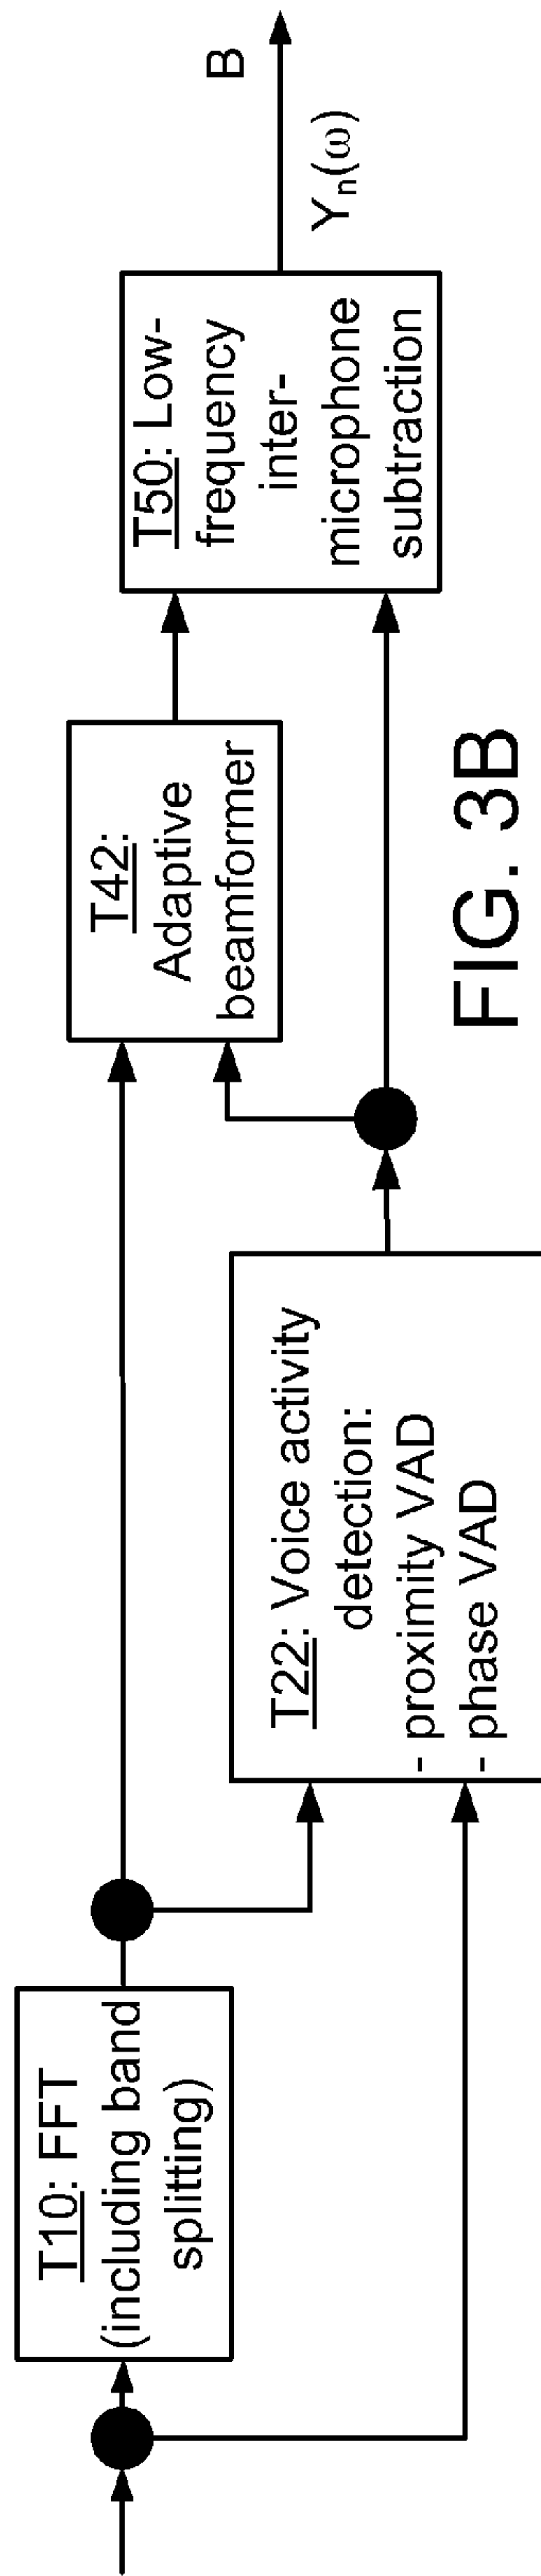 T10: FFT
(including band
splitting)
T22: Voice activity
detection:
- proximity VAD
- phase VAD
T42:
Adaptive
beamformer
T50: Low-
frequency
inter-
microphone
subtraction
B
Yn(ω)
FIG. 3B